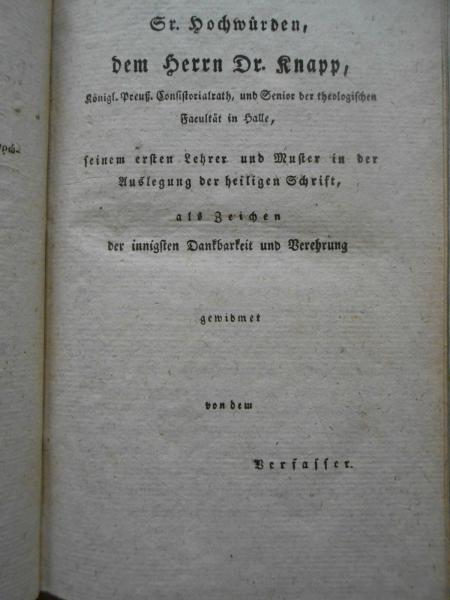 Sr. Hochwürden,
dem Herrn Dr. Knapp,
Königl. Preuß. Consistorialrath, und Senior der theologischen
Facultät in Halle,
seinem ersten Lehrer und Muster in der
Auslegung der heiligen Schrift,
als Zeichen
der innigsten Dankbarkeit und Verehrung
gewidmet
von dem
Verfasser.